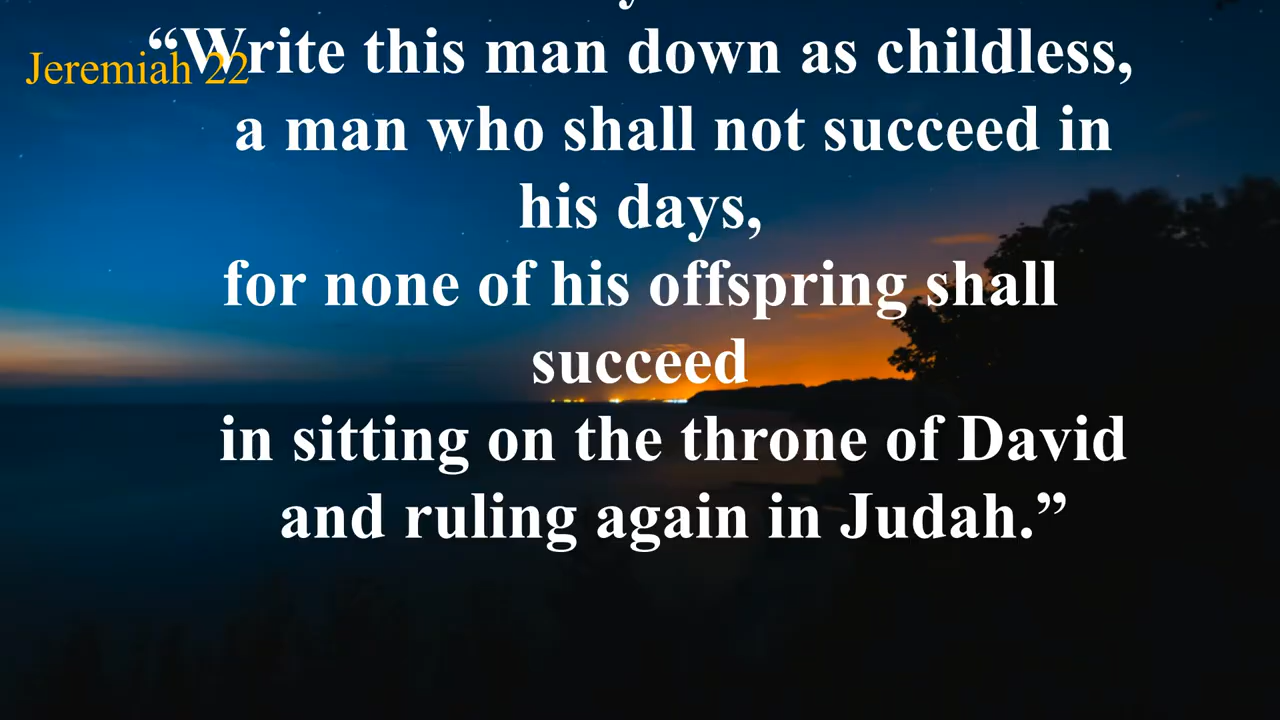 “Write this man down as childless,
Jeremiah 22
a man who shall not succeed in
his days,
for none of his offspring shall
succeed
in sitting on the throne of David
and ruling again in Judah.”